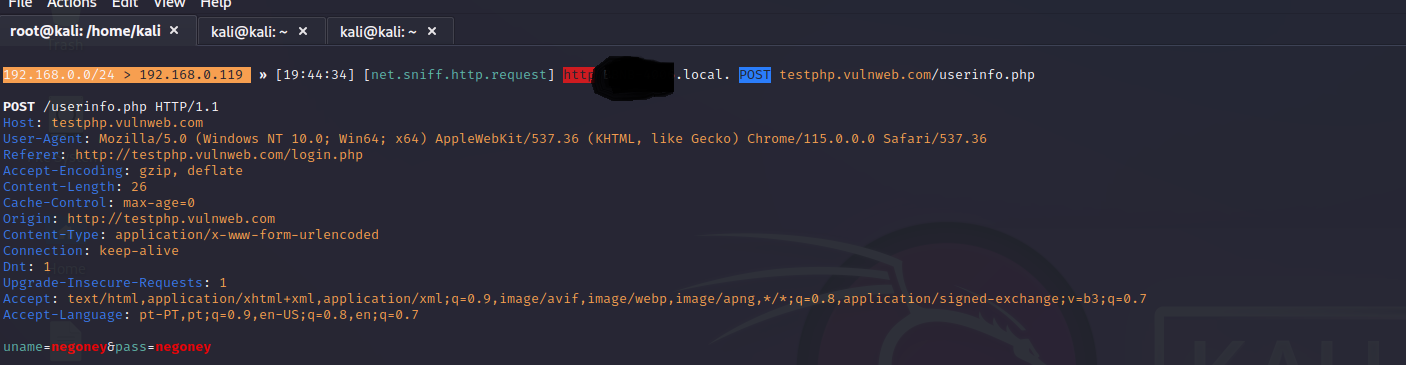 File Actions Edit View Help
root@kali: /home/kali × kali@kali: ~ × kali@kali: ~ ×
192.168.0.0/24 > 192.168.0.119 » [19:44:34] [net.sniff.http.request] http .local. POST testphp.vulnweb.com/userinfo.php
POST /userinfo.php HTTP/1.1
Host: testphp.vulnweb.com
User-Agent: Mozilla/5.0 (Windows NT 10.0; Win64; x64) AppleWebKit/537.36 (KHTML, like Gecko) Chrome/115.0.0.0 Safari/537.36
Referer: http://testphp.vulnweb.com/login.php
Accept-Encoding: gzip, deflate
Content-Length: 26
Cache-Control: max-age=0
Origin: http://testphp.vulnweb.com
Content-Type: application/x-www-form-urlencoded
Connection: keep-alive
Dnt: 1
Upgrade-Insecure-Requests: 1
Accept: text/html,application/xhtml+xml,application/xml;q=0.9,image/avif,image/webp,image/apng,*/*;q=0.8,application/signed-exchange;v=b3;q=0.7
Accept-Language: pt-PT,pt;q=0.9,en-US;q=0.8,en;q=0.7
uname=negoney&pass=negoney
KALI